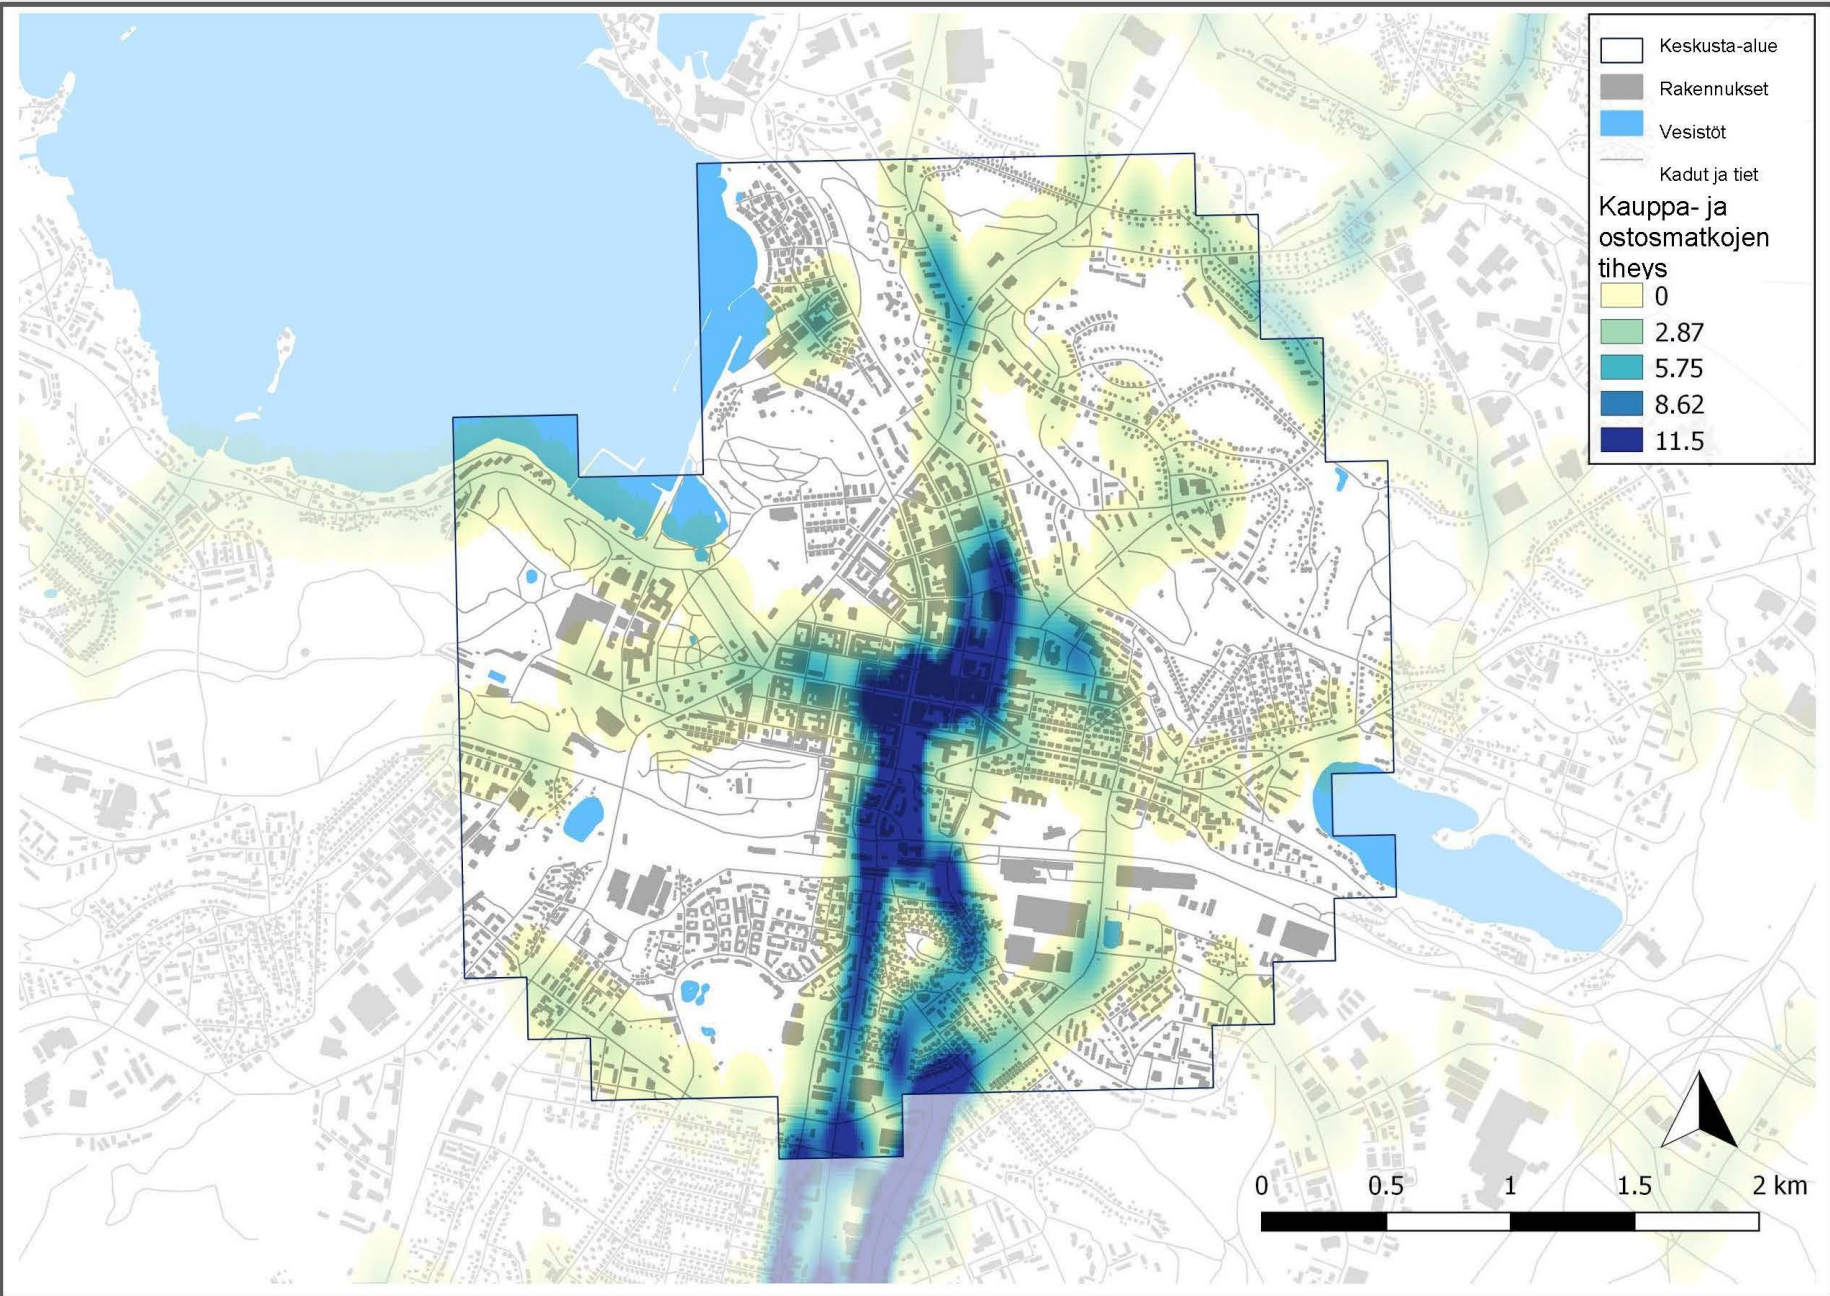 Keskusta-alue
Rakennukset
Vesistöt
Kadut ja tiet
Kauppa- ja
ostosmatkojen
tiheys
0
2.87
5.75
8.62
11.5
0 0.5 1 1.5 2 km